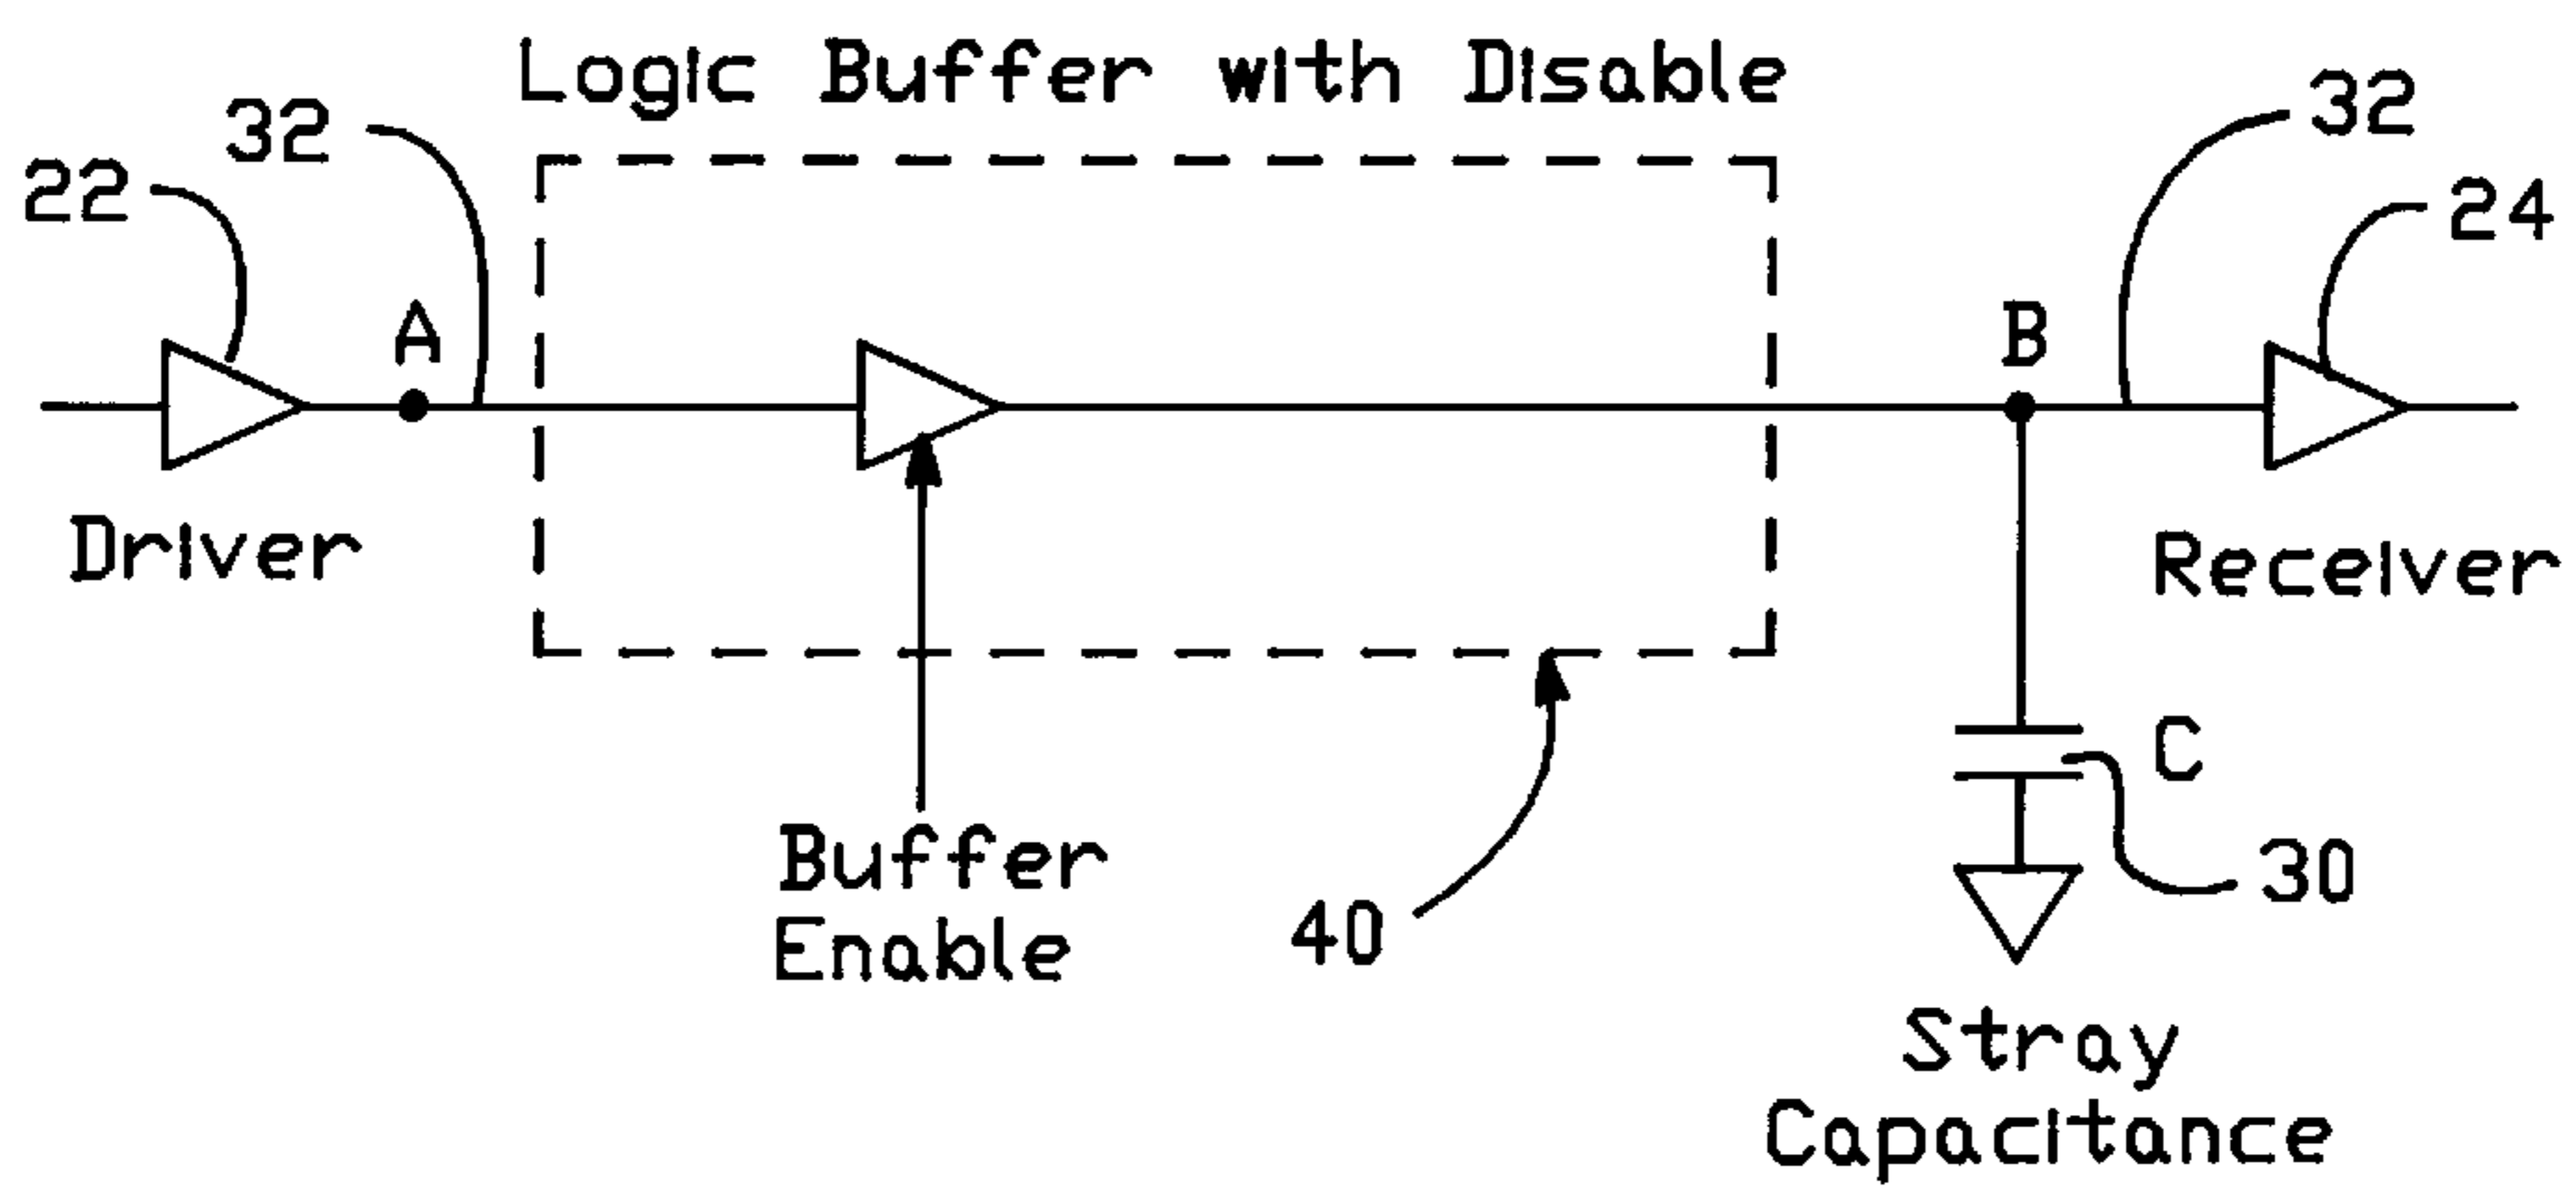 Logic Buffer with Disable
32
32
22
24
A
B
Driver
Receiver
C
Buffer
Enable
40
30
Stray
Capacitance